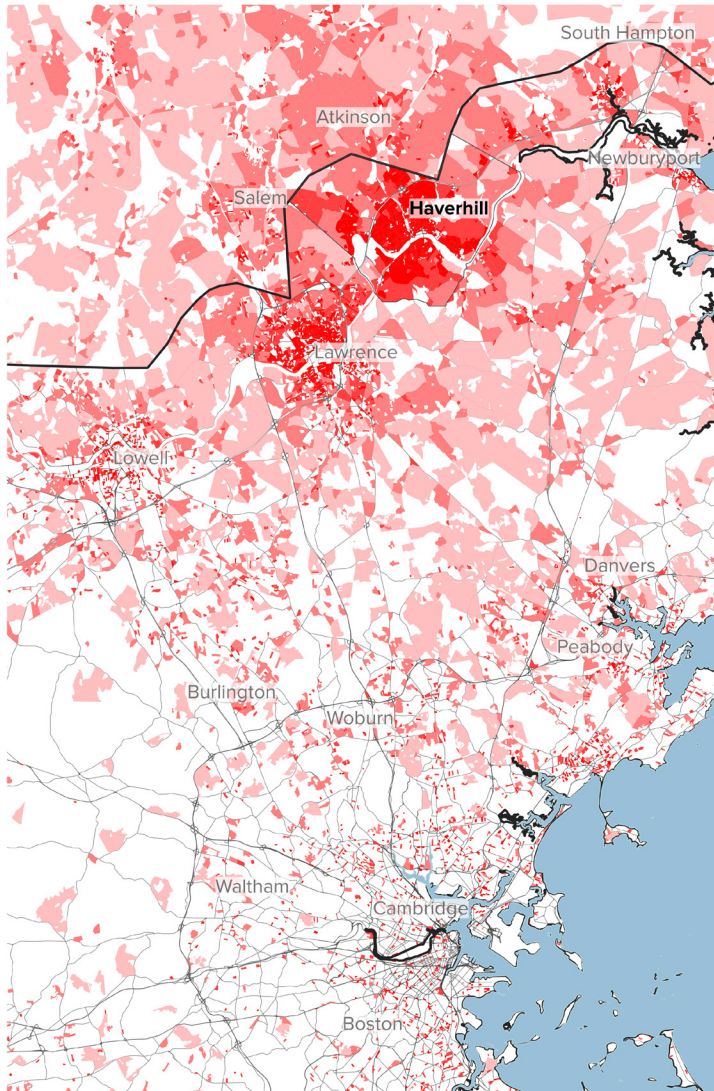 South Hampton
Atkinson
Newburyport
Salem
Haverhill
Lawrence
Lowell
Danvers
Peabody
Burlington
Woburn
Waltham
Cambridge
Boston